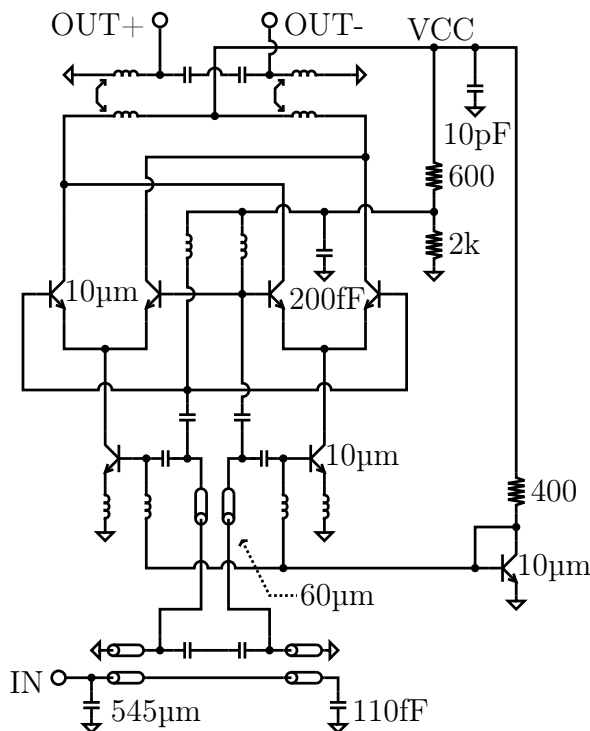 OUT+
OUT-
VCC
10pF
600
2k
10µm
200fF
10µm
400
10µm
60µm
IN
545µm
110fF